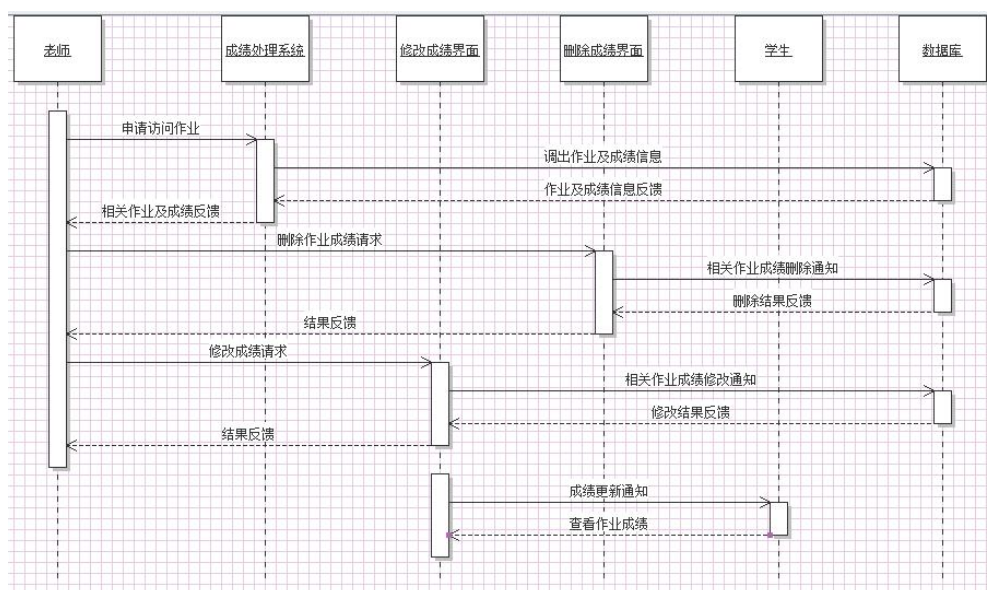 老师
成绩处理系统
修改成绩界面
删除成绩界面
学生
数据库
申请访问作业
调出作业及成绩信息
作业及成绩信息反馈
相关作业及成绩反馈
删除作业成绩请求
相关作业成绩删除通知
删除结果反馈
结果反馈
修改成绩请求
相关作业成绩修改通知
修改结果反馈
结果反馈
成绩更新通知
查看作业成绩